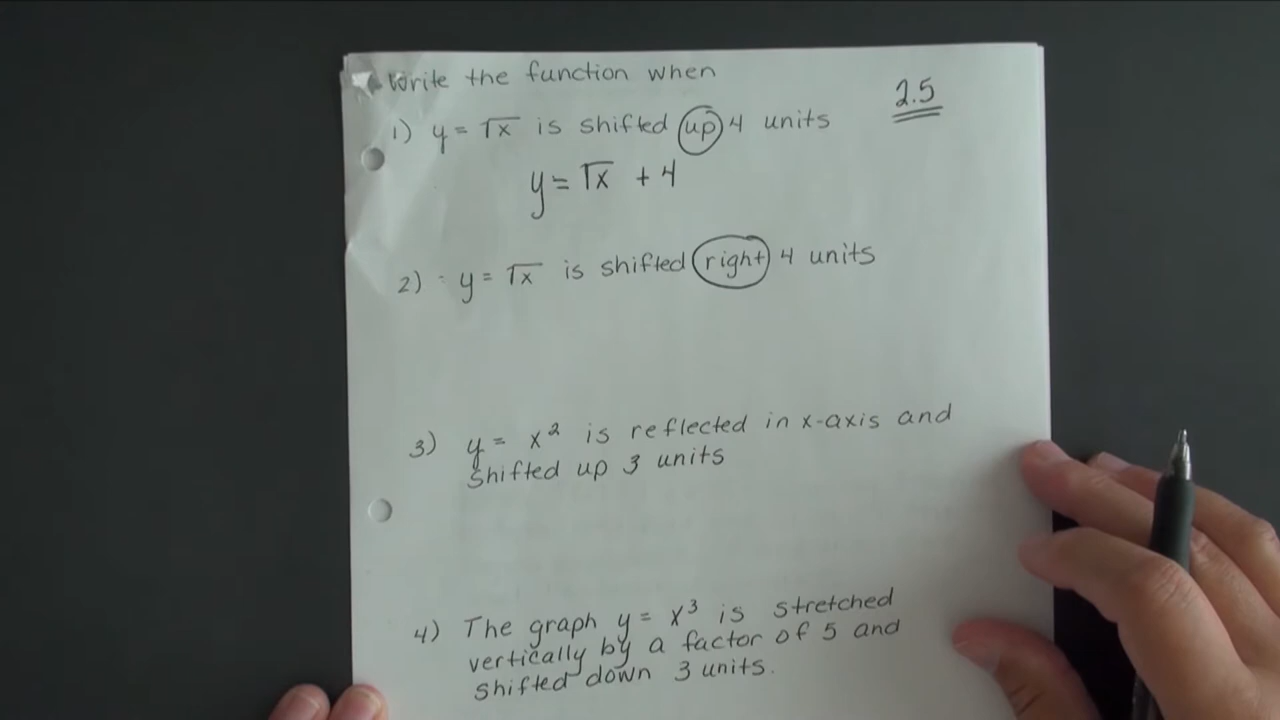 Write the function when
2.5
1) y = √x is shifted up 4 units
y = √x + 4
2) y = √x is shifted right 4 units
3) y = x² is reflected in x-axis and
shifted up 3 units
4) The graph y = x³ is stretched
vertically by a factor of 5 and
shifted down 3 units.